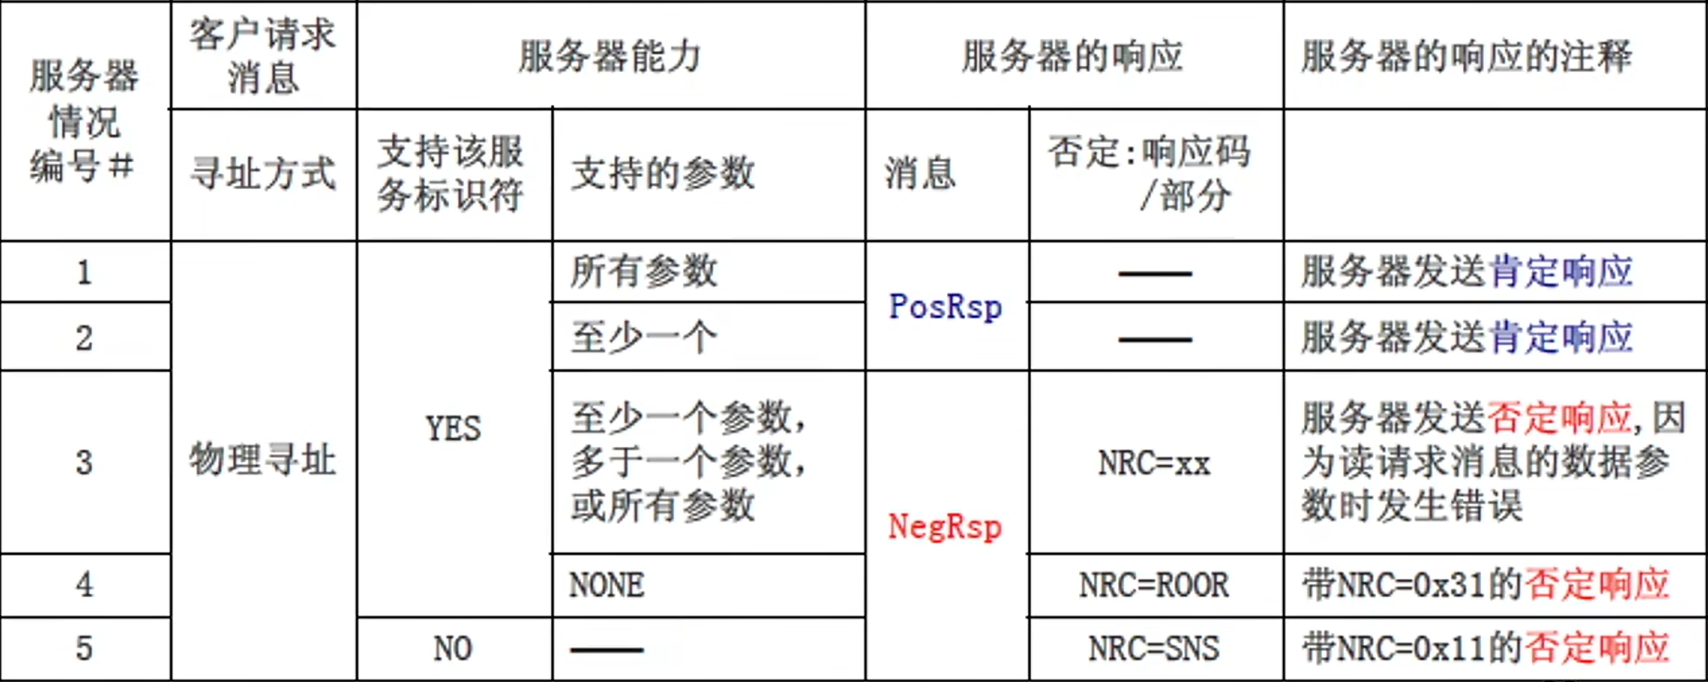 服务器
情况
编号#
客户请求
消息
服务器能力
服务器的响应
服务器的响应的注释
寻址方式
支持该服
务标识符
支持的参数
消息
否定:响应码
/部分
1
物理寻址
YES
所有参数
PosRsp
——
服务器发送肯定响应
2
至少一个
——
服务器发送肯定响应
3
至少一个参数,
多于一个参数,
或所有参数
NegRsp
NRC=xx
服务器发送否定响应,因
为读请求消息的数据参
数时发生错误
4
NONE
NRC=ROOR
带NRC=0x31的否定响应
5
NO
——
NRC=SNS
带NRC=0x11的否定响应